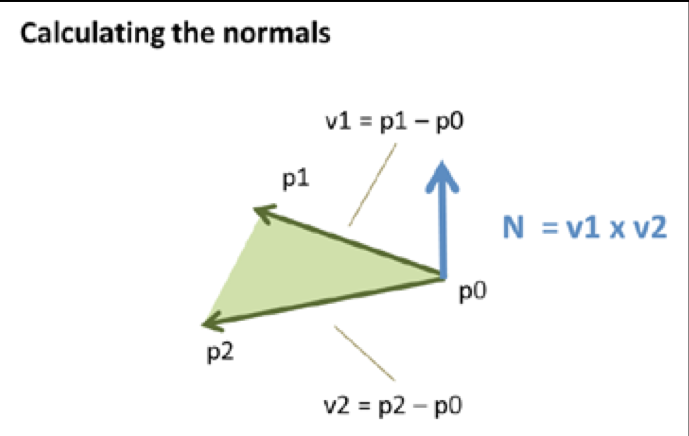 Calculating the normals
v1 = p1 – p0
p1
N = v1 x v2
p0
p2
v2 = p2 – p0